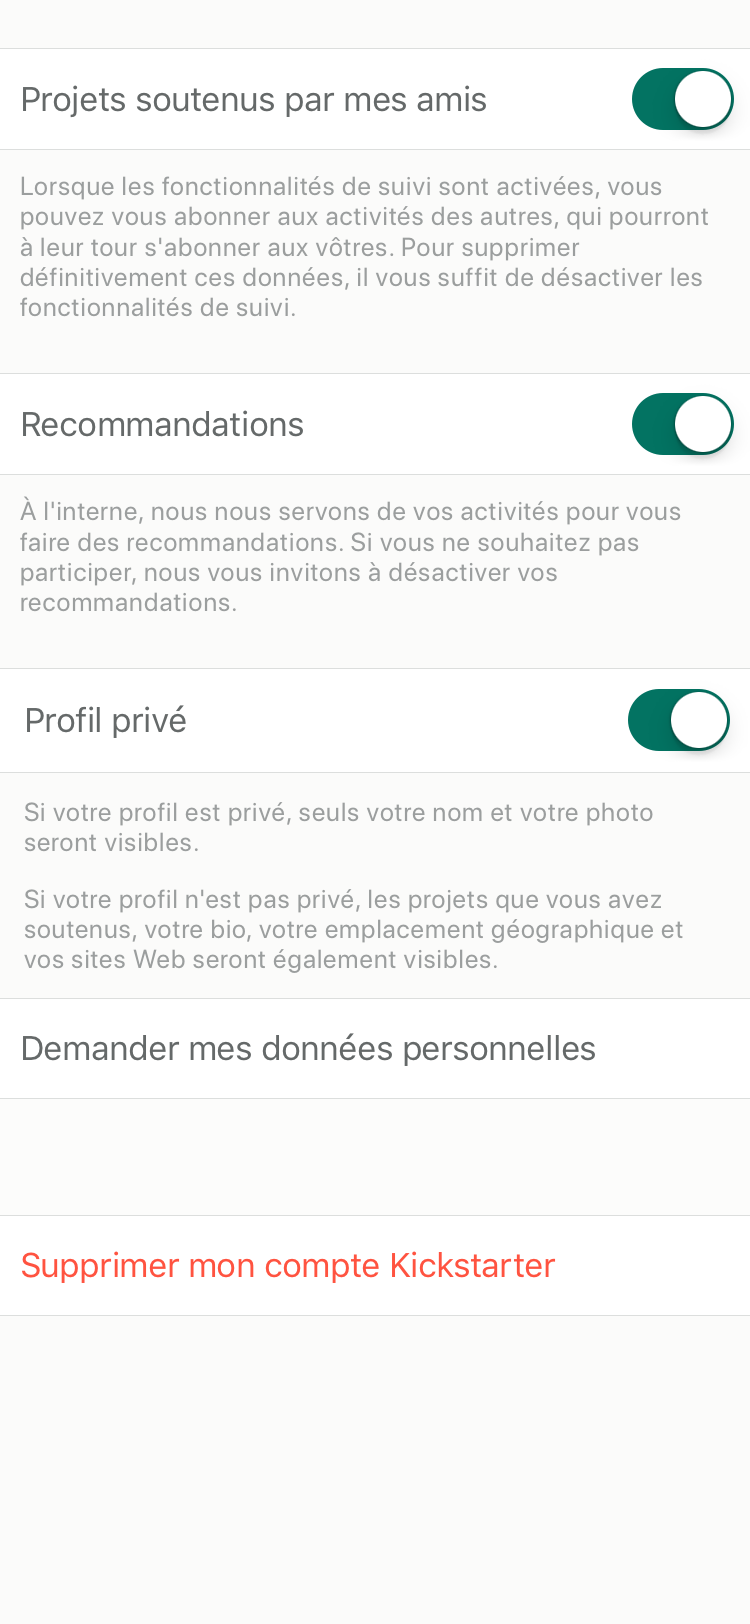 Projets soutenus par mes amis
Lorsque les fonctionnalités de suivi sont activées, vous
pouvez vous abonner aux activités des autres, qui pourront
à leur tour s'abonner aux vôtres. Pour supprimer
définitivement ces données, il vous suffit de désactiver les
fonctionnalités de suivi.
Recommandations
À l'interne, nous nous servons de vos activités pour vous
faire des recommandations. Si vous ne souhaitez pas
participer, nous vous invitons à désactiver vos
recommandations.
Profil privé
Si votre profil est privé, seuls votre nom et votre photo
seront visibles.
Si votre profil n'est pas privé, les projets que vous avez
soutenus, votre bio, votre emplacement géographique et
vos sites Web seront également visibles.
Demander mes données personnelles
Supprimer mon compte Kickstarter